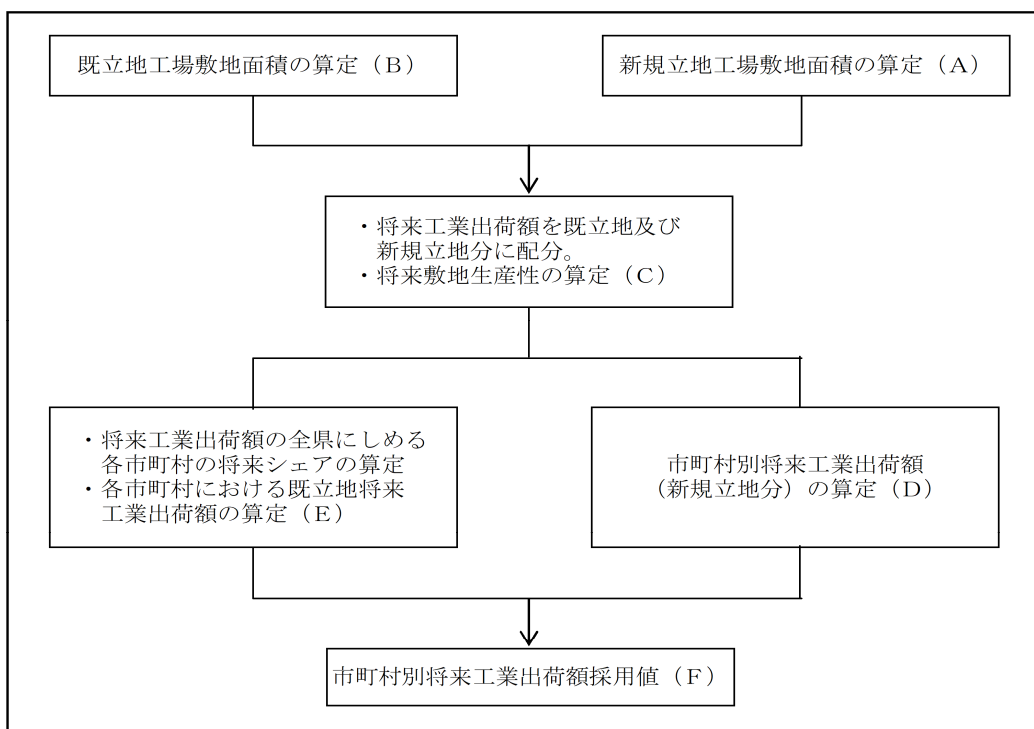 既立地工場敷地面積の算定(B)
新規立地工場敷地面積の算定(A)
・将来工業出荷額を既立地及び
新規立地分に配分。
・将来敷地生産性の算定(C)
・将来工業出荷額の全県にしめる
各市町村の将来シェアの算定
・各市町村における既立地将来
工業出荷額の算定(E)
市町村別将来工業出荷額
(新規立地分)の算定(D)
市町村別将来工業出荷額採用値(F)